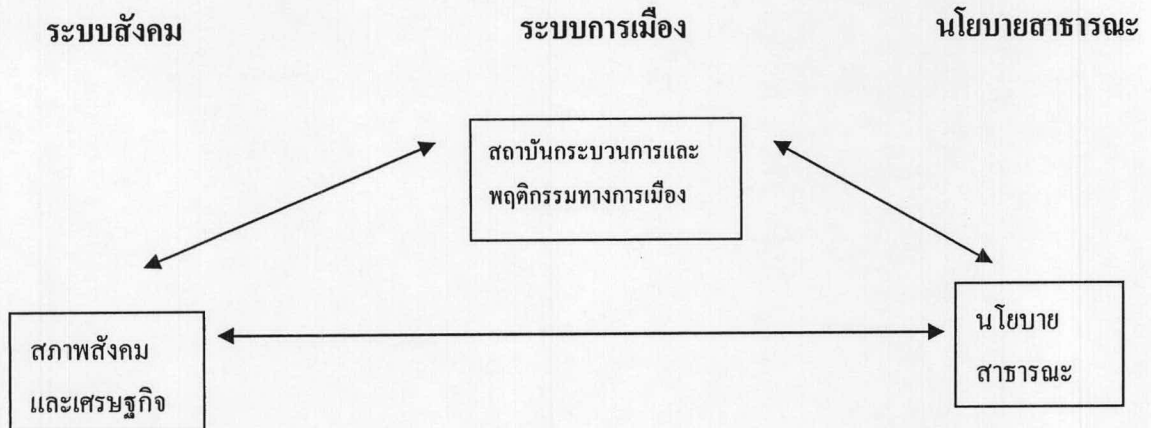 ระบบสังคม
ระบบการเมือง
นโยบายสาธารณะ
สถาบันกระบวนการและ
พฤติกรรมทางการเมือง
สภาพสังคม
และเศรษฐกิจ
นโยบาย
สาธารณะ